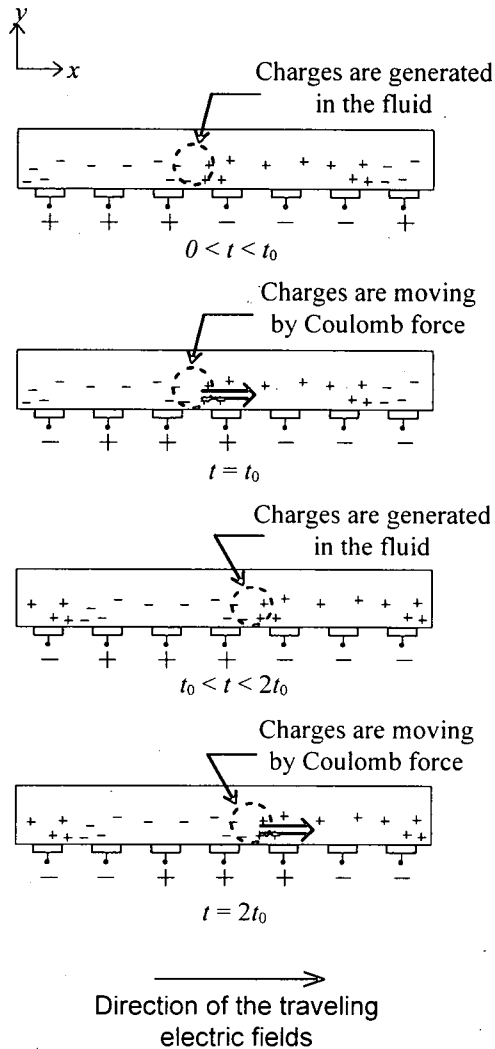 y
x
Charges are generated
in the fluid
+ + + − − − +
0 < t < t₀
Charges are moving
by Coulomb force
− + + + − − −
t = t₀
Charges are generated
in the fluid
− + + + − − −
t₀ < t < 2t₀
Charges are moving
by Coulomb force
− − + + + − −
t = 2t₀
Direction of the traveling
electric fields